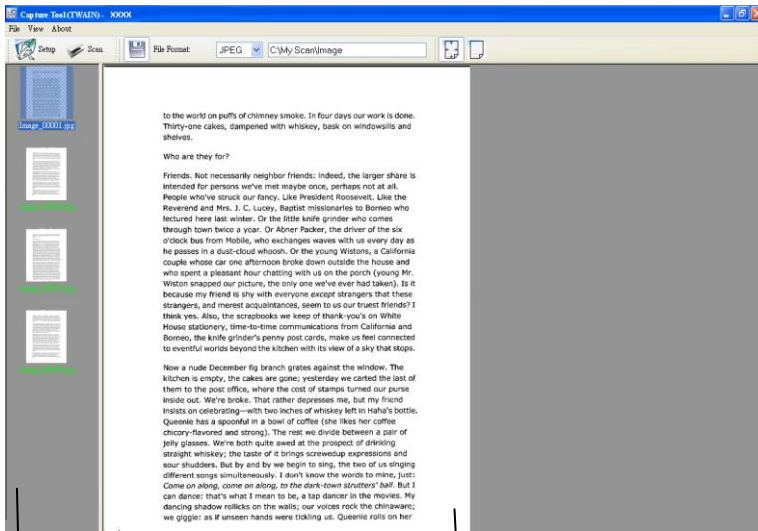 Capture Tool(TWAIN) - XXXX
File View About
Setup Scan File Format: JPEG C:\My Scan\Image
Image_00001.jpg
to the world on puffs of chimney smoke. In four days our work is done.
Thirty-one cakes, dampened with whiskey, bask on windowsills and
shelves.
Who are they for?
Friends. Not necessarily neighbor friends: indeed, the larger share is
intended for persons we've met maybe once, perhaps not at all.
People who've struck our fancy. Like President Roosevelt. Like the
Reverend and Mrs. J. C. Lucey, Baptist missionaries to Borneo who
lectured here last winter. Or the little knife grinder who comes
through town twice a year. Or Abner Packer, the driver of the six
o'clock bus from Mobile, who exchanges waves with us every day as
he passes in a dust-cloud whoosh. Or the young Wistons, a California
couple whose car one afternoon broke down outside the house and
who spent a pleasant hour chatting with us on the porch (young Mr.
Wiston snapped our picture, the only one we've ever had taken). Is it
because my friend is shy with everyone except strangers that these
strangers, and merest acquaintances, seem to us our truest friends? I
think yes. Also, the scrapbooks we keep of thank-you's on White
House stationery, time-to-time communications from California and
Borneo, the knife grinder's penny post cards, make us feel connected
to eventful worlds beyond the kitchen with its view of a sky that stops.
Now a nude December fig branch grates against the window. The
kitchen is empty, the cakes are gone; yesterday we carted the last of
them to the post office, where the cost of stamps turned our purse
inside out. We're broke. That rather depresses me, but my friend
insists on celebrating—with two inches of whiskey left in Haha's bottle.
Queenie has a spoonful in a bowl of coffee (she likes her coffee
chicory-flavored and strong). The rest we divide between a pair of
jelly glasses. We're both quite awed at the prospect of drinking
straight whiskey; the taste of it brings screwedup expressions and
sour shudders. But by and by we begin to sing, the two of us singing
different songs simultaneously. I don't know the words to mine, just:
Come on along, come on along, to the dark-town strutters' ball. But I
can dance: that's what I mean to be, a tap dancer in the movies. My
dancing shadow rollicks on the walls; our voices rock the chinaware;
we giggle: as if unseen hands were tickling us. Queenie rolls on her